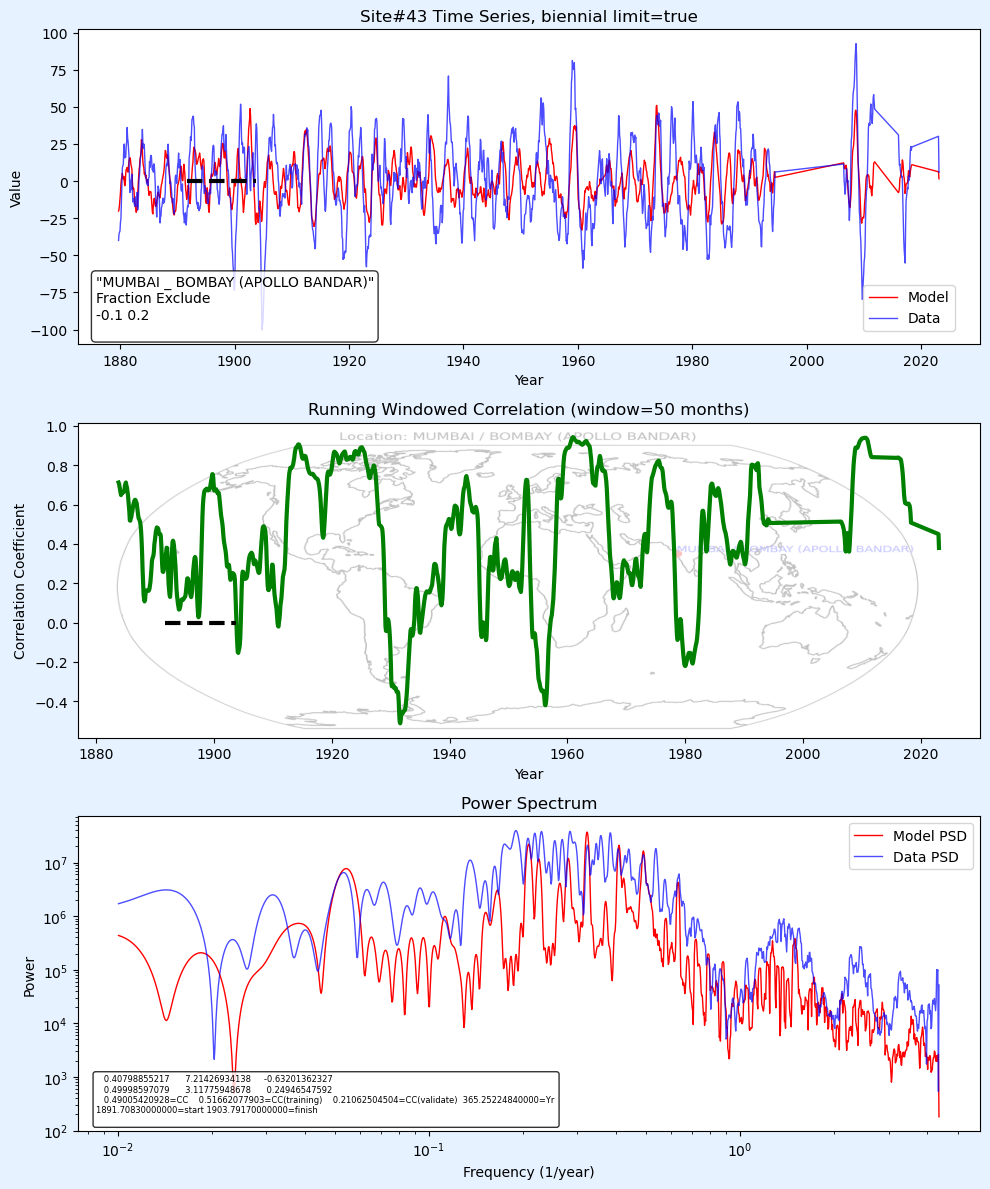 Site#43 Time Series, biennial limit=true
100
75
50
25
0
−25
−50
−75
−100
Value
"MUMBAI _ BOMBAY (APOLLO BANDAR)"
Fraction Exclude
-0.1 0.2
Model
Data
1880 1900 1920 1940 1960 1980 2000 2020
Year
Running Windowed Correlation (window=50 months)
Location: MUMBAI / BOMBAY (APOLLO BANDAR)
1.0
0.8
0.6
0.4
0.2
0.0
−0.2
−0.4
Correlation Coefficient
MUMBAI / BOMBAY (APOLLO BANDAR)
1880 1900 1920 1940 1960 1980 2000 2020
Year
Power Spectrum
Model PSD
Data PSD
10^7
10^6
10^5
10^4
10^3
10^2
Power
0.40798855217 7.21426934138 -0.63201362327
0.49998597079 3.11775948678 0.24946547592
0.49005420928=CC 0.51662077903=CC(training) 0.21062504504=CC(validate) 365.25224840000=Yr
1891.70830000000=start 1903.79170000000=finish
10^−2 10^−1 10^0
Frequency (1/year)